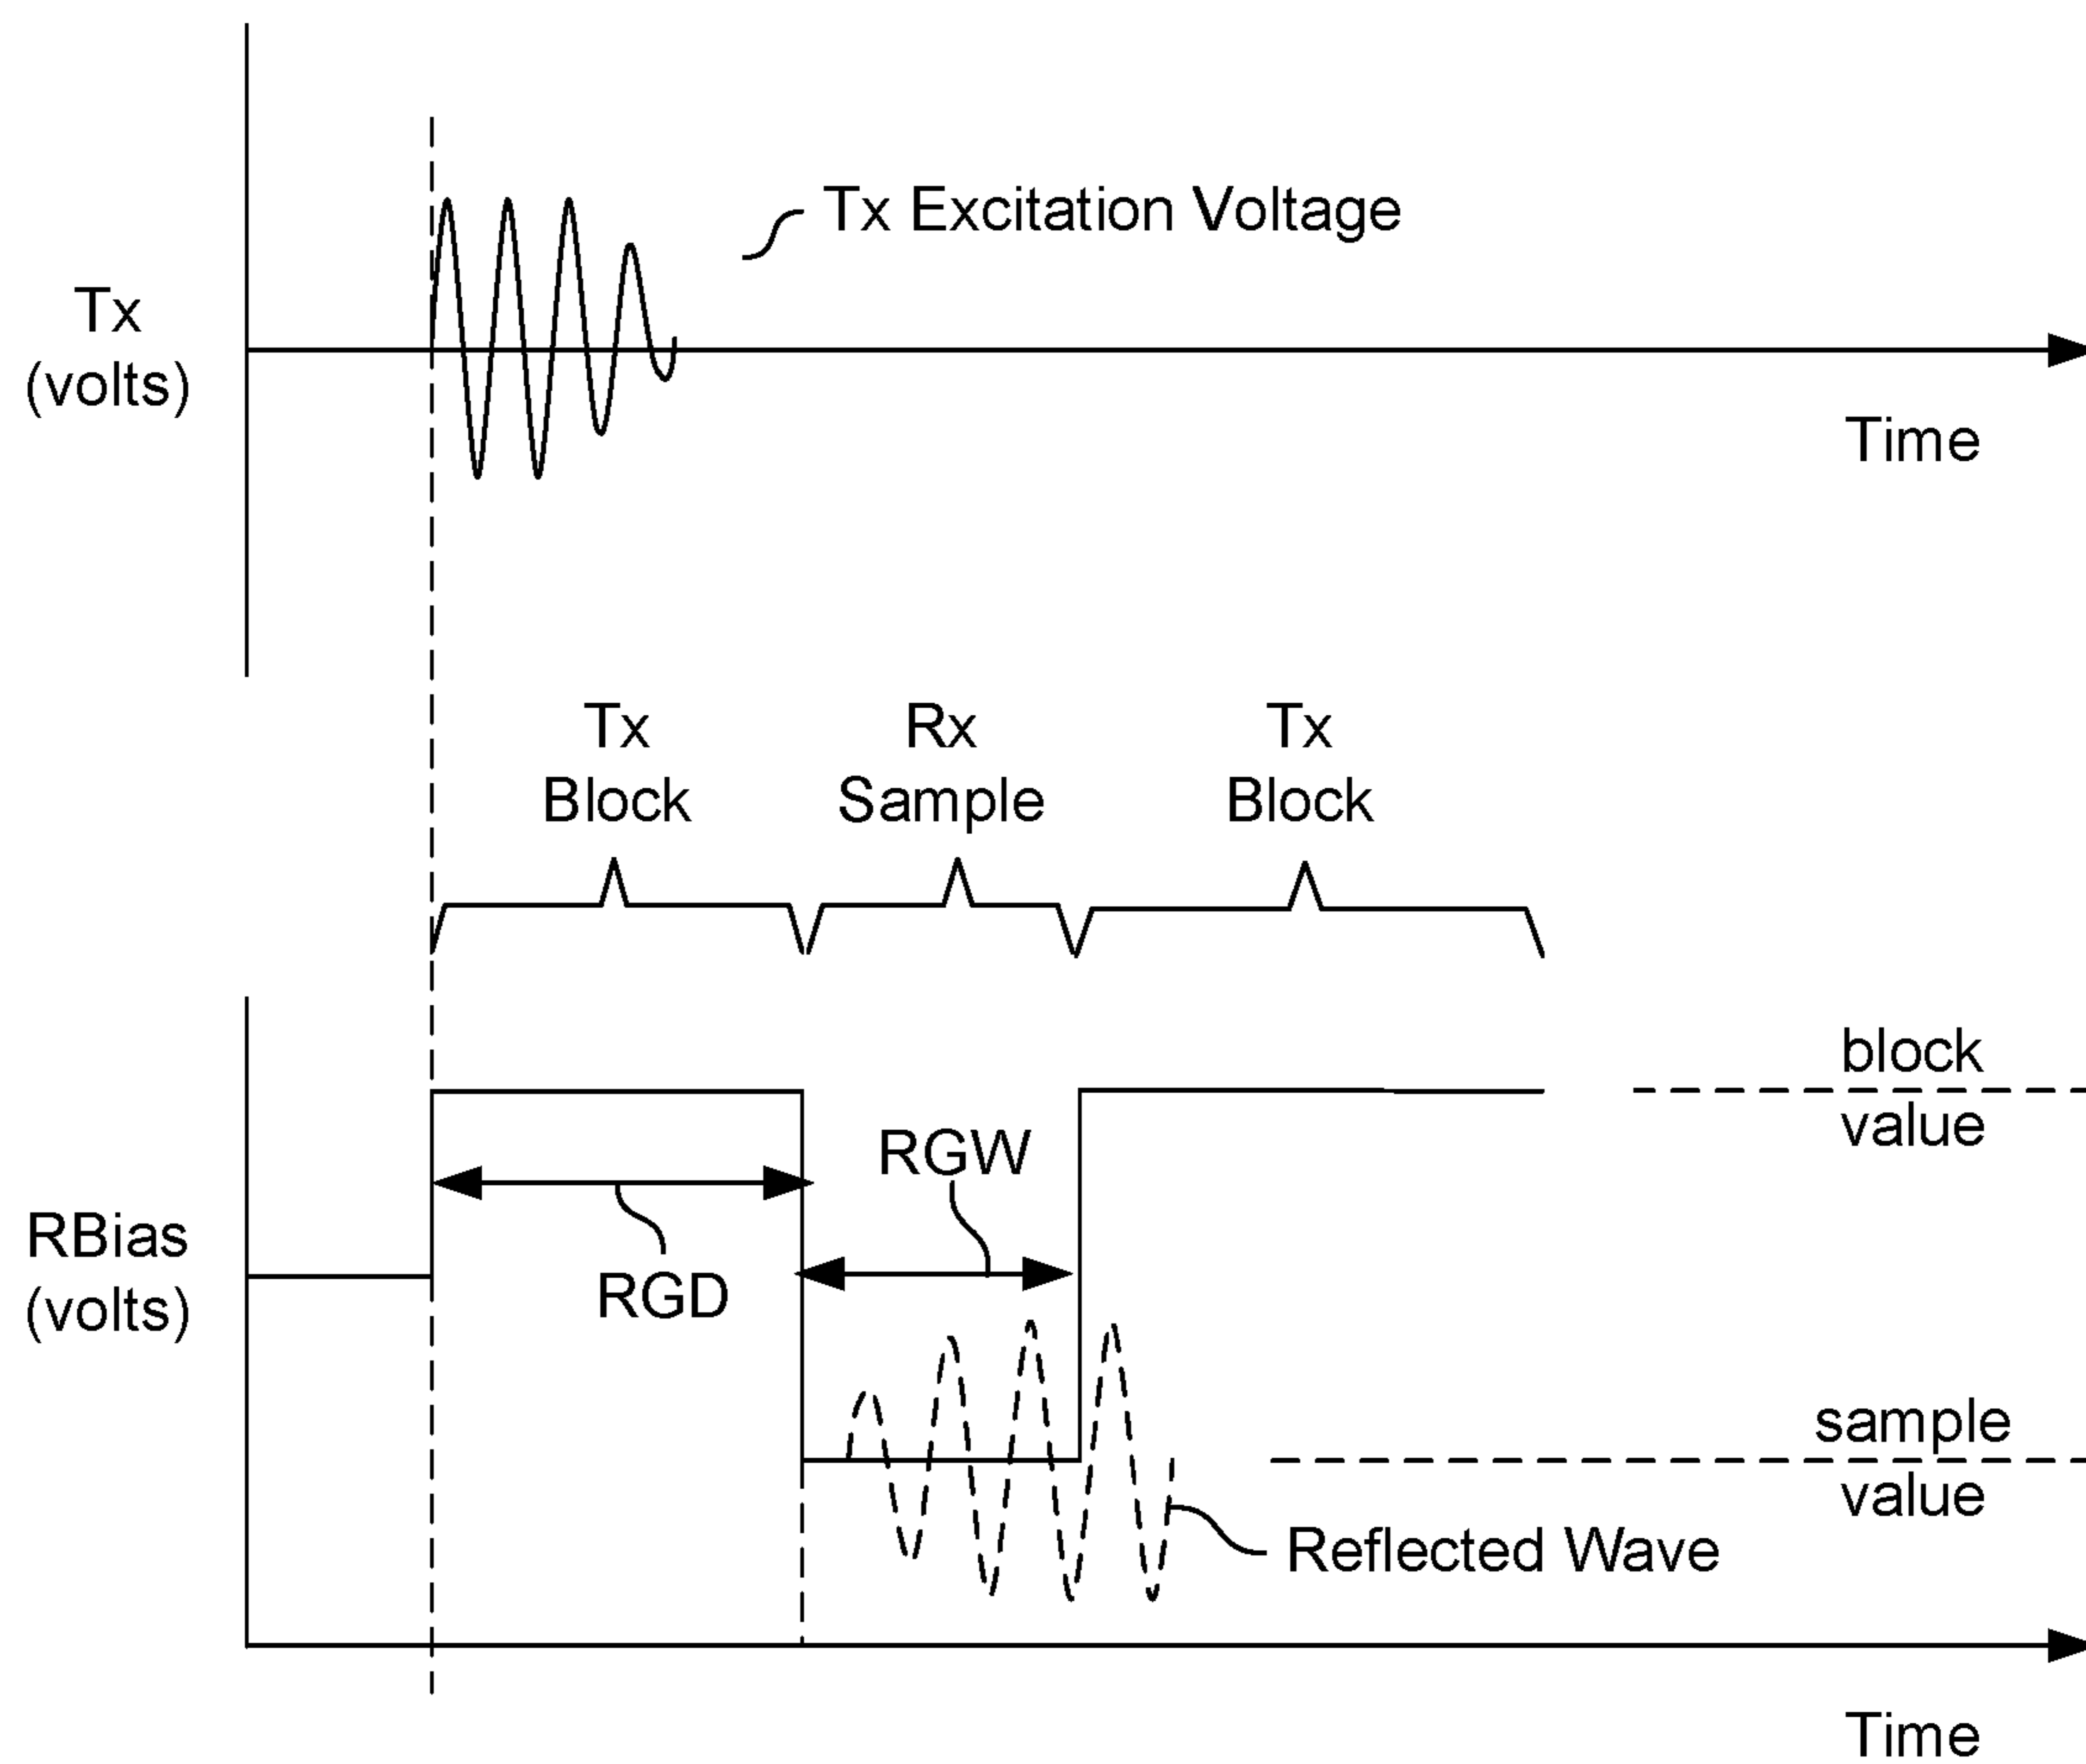 Tx Excitation Voltage
Tx
(volts)
Time
Tx
Block
Rx
Sample
Tx
Block
block
value
RGW
RBias
(volts)
RGD
sample
value
Reflected Wave
Time